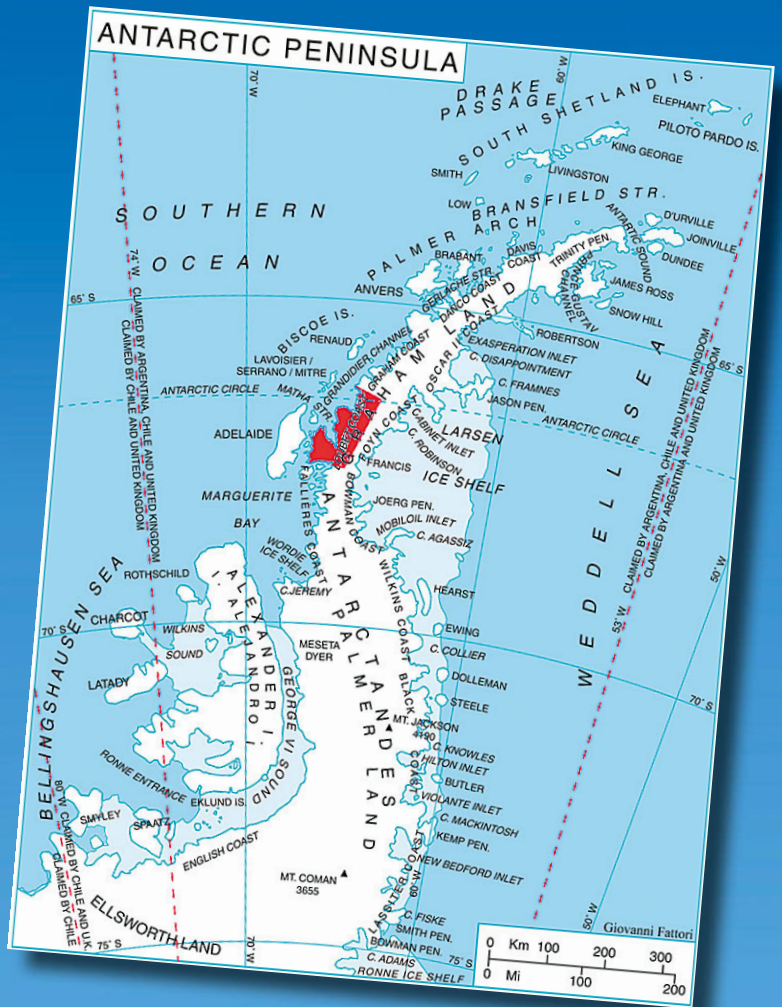 ANTARCTIC PENINSULA
70°W
60°W
DRAKE
PASSAGE
SOUTH SHETLAND IS.
ELEPHANT
PILOTO PARDO IS.
KING GEORGE
LIVINGSTON
SMITH
LOW
BRANSFIELD STR.
SOUTHERN
OCEAN
PALMER ARCH
D'URVILLE
JOINVILLE
DUNDEE
ANTARCTIC SOUND
TRINITY PEN.
DAVIS
COAST
BRABANT
ANVERS
GERLACHE STR.
DANCO COAST
PRINCE GUSTAV
CHANNEL
JAMES ROSS
SNOW HILL
ROBERTSON
65° S
65° S
74° W CLAIMED BY ARGENTINA, CHILE AND UNITED KINGDOM
CLAIMED BY CHILE AND UNITED KINGDOM
BISCOE IS.
RENAUD
LAVOISIER /
SERRANO / MITRE
GRANDIDIER CHANNEL
GRAHAM COAST
GRAHAM LAND
OSCAR II COAST
EXASPERATION INLET
C. DISAPPOINTMENT
C. FRAMNES
JASON PEN.
ANTARCTIC CIRCLE
ANTARCTIC CIRCLE
MATHA STR.
ADELAIDE
LOUBET COAST
FOYN COAST
CABINET INLET
C. ROBINSON
LARSEN
ICE SHELF
FRANCIS
WEDDELL SEA
53° W CLAIMED BY ARGENTINA, CHILE AND UNITED KINGDOM
CLAIMED BY ARGENTINA AND UNITED KINGDOM
MARGUERITE
BAY
FALLIÈRES COAST
BOWMAN COAST
JOERG PEN.
MOBILOIL INLET
C. AGASSIZ
WORDIE
ICE SHELF
C.JEREMY
ANTARCTANDES
PALMER LAND
WILKINS COAST
HEARST
EWING
C. COLLIER
50°W
BELLINGSHAUSEN SEA
ROTHSCHILD
CHARCOT
70° S
70° S
WILKINS
SOUND
LATADY
ALEXANDER I.
I. ALEJANDRO I
GEORGE VI SOUND
MESETA
DYER
DOLLEMAN
STEELE
BLACK COAST
MT. JACKSON
4190
C. KNOWLES
HILTON INLET
BUTLER
VIOLANTE INLET
C. MACKINTOSH
KEMP PEN.
NEW BEDFORD INLET
RONNE ENTRANCE
EKLUND IS.
SMYLEY
SPAATZ
ENGLISH COAST
80°W CLAIMED BY CHILE AND U.K.
CLAIMED BY CHILE
MT. COMAN
3655
LASSITER COAST
60°W
C. FISKE
SMITH PEN.
BOWMAN PEN.
C. ADAMS
RONNE ICE SHELF
ELLSWORTH LAND
75° S
70°W
75° S
50°W
Giovanni Fattori
0 Km 100 200 300
0 Mi 100 200